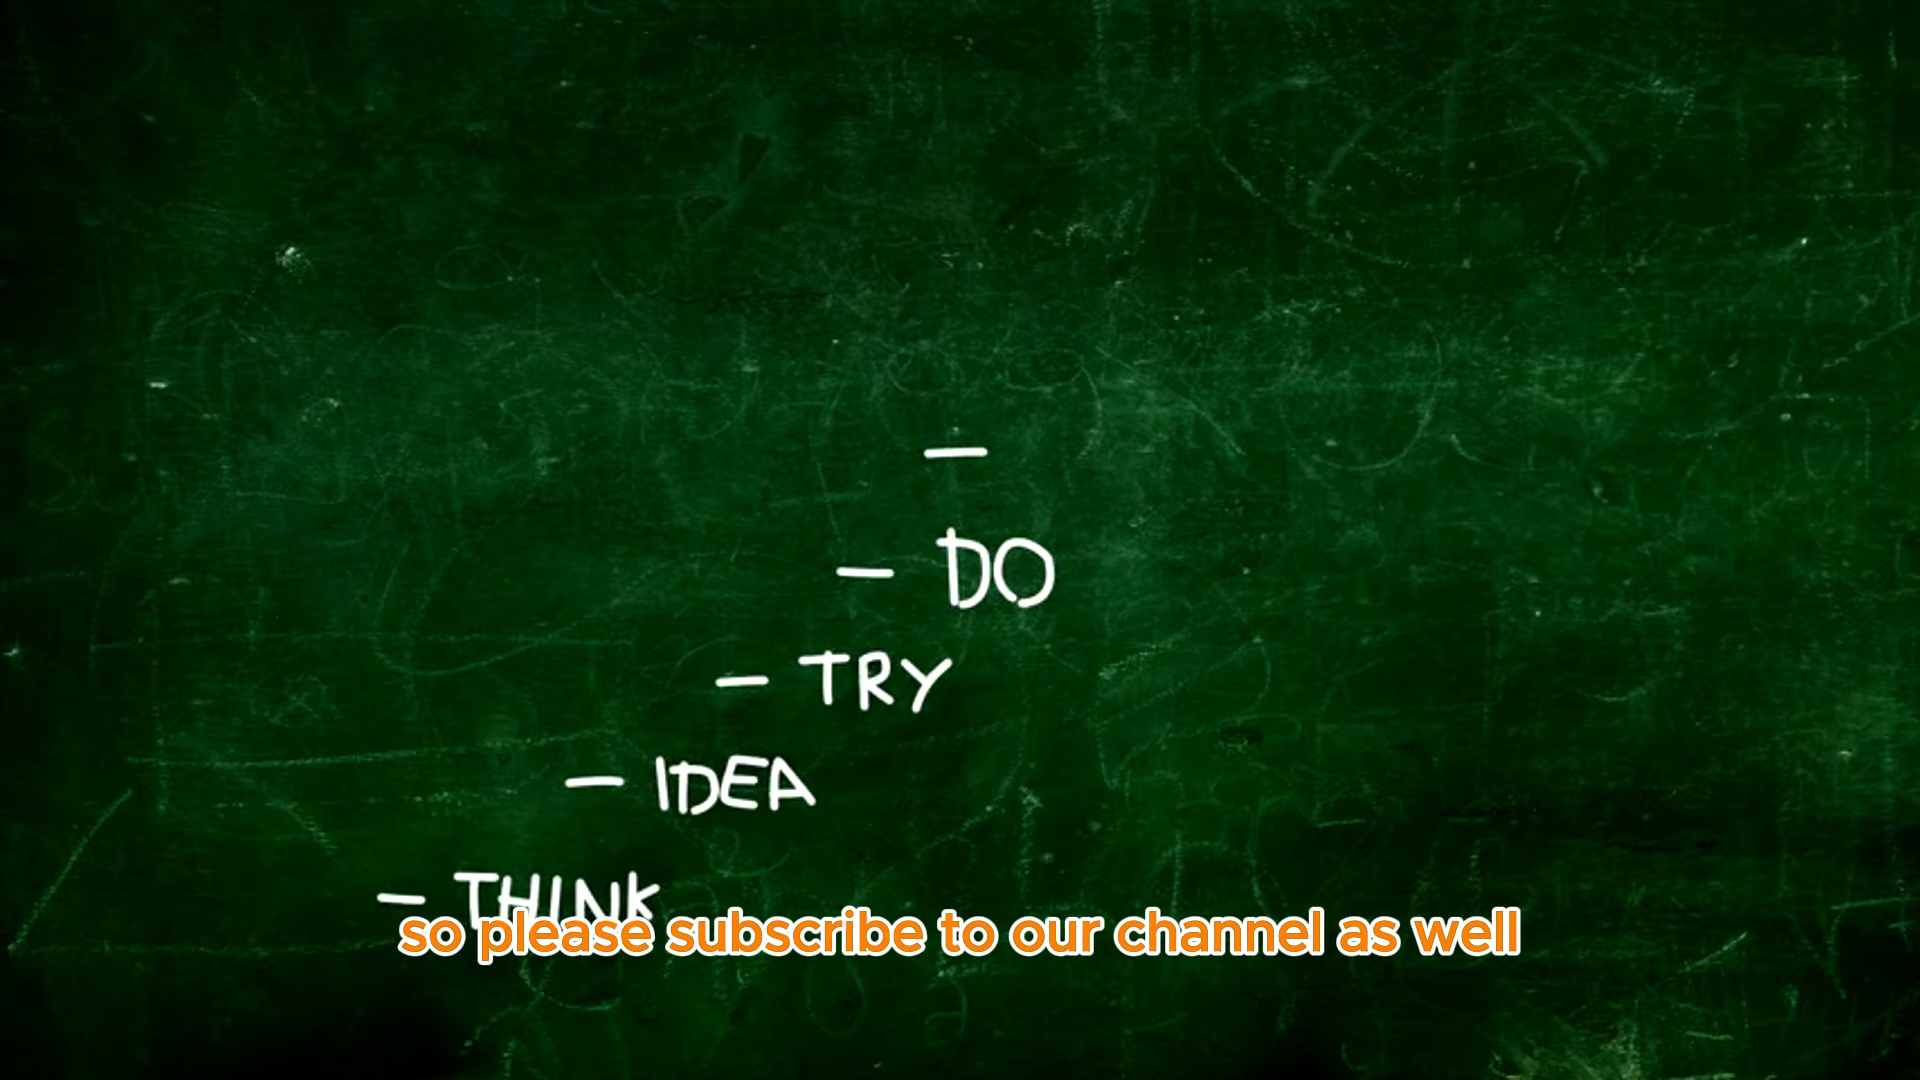 —
— DO
— TRY
— IDEA
— THINK
so please subscribe to our channel as well